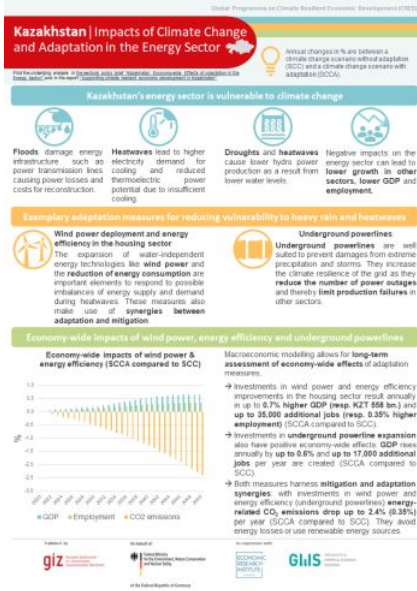 Global Programme on Climate Resilient Economic Development (CRED)
Kazakhstan | Impacts of Climate Change
and Adaptation in the Energy Sector
Annual changes in % are between a
climate change scenario without adaptation
(SCC) and a climate change scenario with
adaptation (SCCA).
Kazakhstan's energy sector is vulnerable to climate change
Floods damage energy
infrastructure such as
power transmission lines
causing power losses and
costs for reconstruction.
Heatwaves lead to higher
electricity demand for
cooling and reduced
thermoelectric power
potential due to insufficient
cooling.
Droughts and heatwaves
cause lower hydro power
production as a result from
lower water levels.
Negative impacts on the
energy sector can lead to
lower growth in other
sectors, lower GDP and
employment.
Exemplary adaptation measures for reducing vulnerability to heavy rain and heatwaves
Wind power deployment and energy
efficiency in the housing sector
The expansion of water-independent
energy technologies like wind power and
the reduction of energy consumption are
important elements to respond to possible
imbalances of energy supply and demand
during heatwaves. These measures also
make use of synergies between
adaptation and mitigation.
Underground powerlines
Underground powerlines are well
suited to prevent damages from extreme
precipitation and storms. They increase
the climate resilience of the grid as they
reduce the number of power outages
and thereby limit production failures in
other sectors.
Economy-wide impacts of wind power, energy efficiency and underground powerlines
Economy-wide impacts of wind power &
energy efficiency (SCCA compared to SCC)
%
GDP Employment CO2 emissions
Macroeconomic modelling allows for long-term
assessment of economy-wide effects of adaptation
measures.
→ Investments in wind power and energy efficiency
improvements in the housing sector result annually
in up to 0.7% higher GDP (resp. KZT 558 bn.) and
up to 35,000 additional jobs (resp. 0.35% higher
employment) (SCCA compared to SCC).
→ Investments in underground powerline expansion
also have positive economy-wide effects: GDP rises
annually by up to 0.6% and up to 17,000 additional
jobs per year are created (SCCA compared to
SCC).
→ Both measures harness mitigation and adaptation
synergies: with investments in wind power and
energy efficiency (underground powerlines) energy-
related CO2 emissions drop up to 2.4% (0.35%)
per year (SCCA compared to SCC). They avoid
energy losses or use renewable energy sources.
giz
ECONOMIC
RESEARCH
INSTITUTE
GWS
of the Federal Republic of Germany